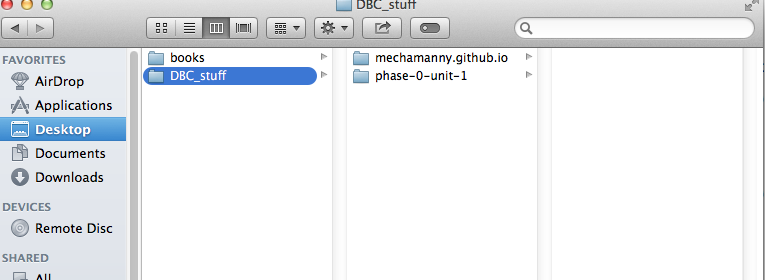 DBC_stuff
FAVORITES
AirDrop
Applications
Desktop
Documents
Downloads
DEVICES
Remote Disc
SHARED
All
books
DBC_stuff
mechamanny.github.io
phase-0-unit-1